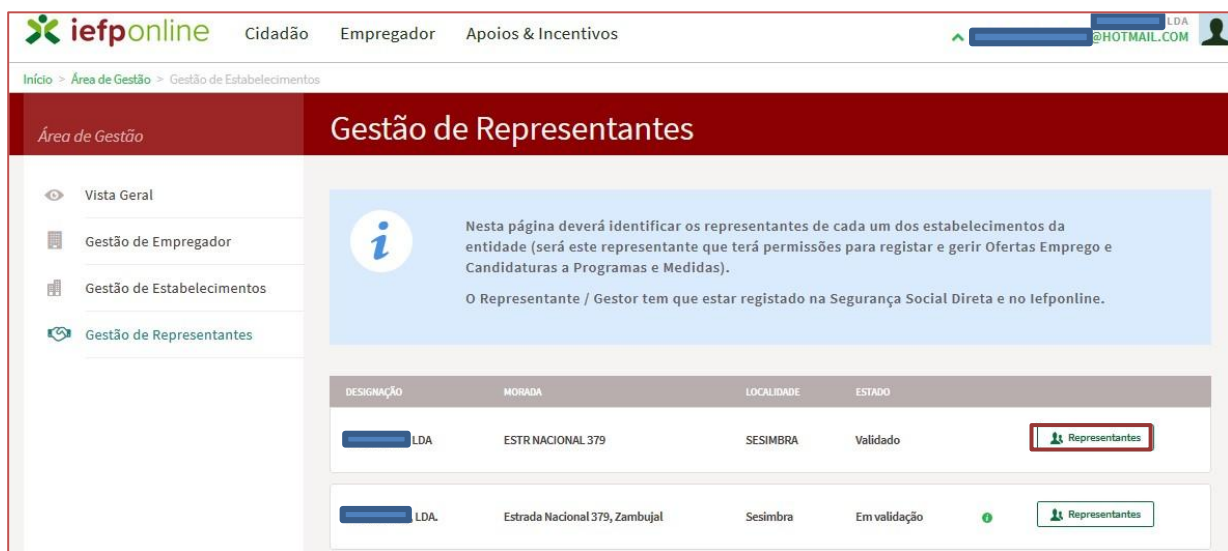 iefponline Cidadão Empregador Apoios & Incentivos LDA
@HOTMAIL.COM
Início > Área de Gestão > Gestão de Estabelecimentos
Área de Gestão
Gestão de Representantes
Vista Geral
Gestão de Empregador
Gestão de Estabelecimentos
Gestão de Representantes
Nesta página deverá identificar os representantes de cada um dos estabelecimentos da
entidade (será este representante que terá permissões para registar e gerir Ofertas Emprego e
Candidaturas a Programas e Medidas).
O Representante / Gestor tem que estar registado na Segurança Social Direta e no Iefponline.
DESIGNAÇÃO MORADA LOCALIDADE ESTADO
LDA ESTR NACIONAL 379 SESIMBRA Validado Representantes
LDA. Estrada Nacional 379, Zambujal Sesimbra Em validação Representantes